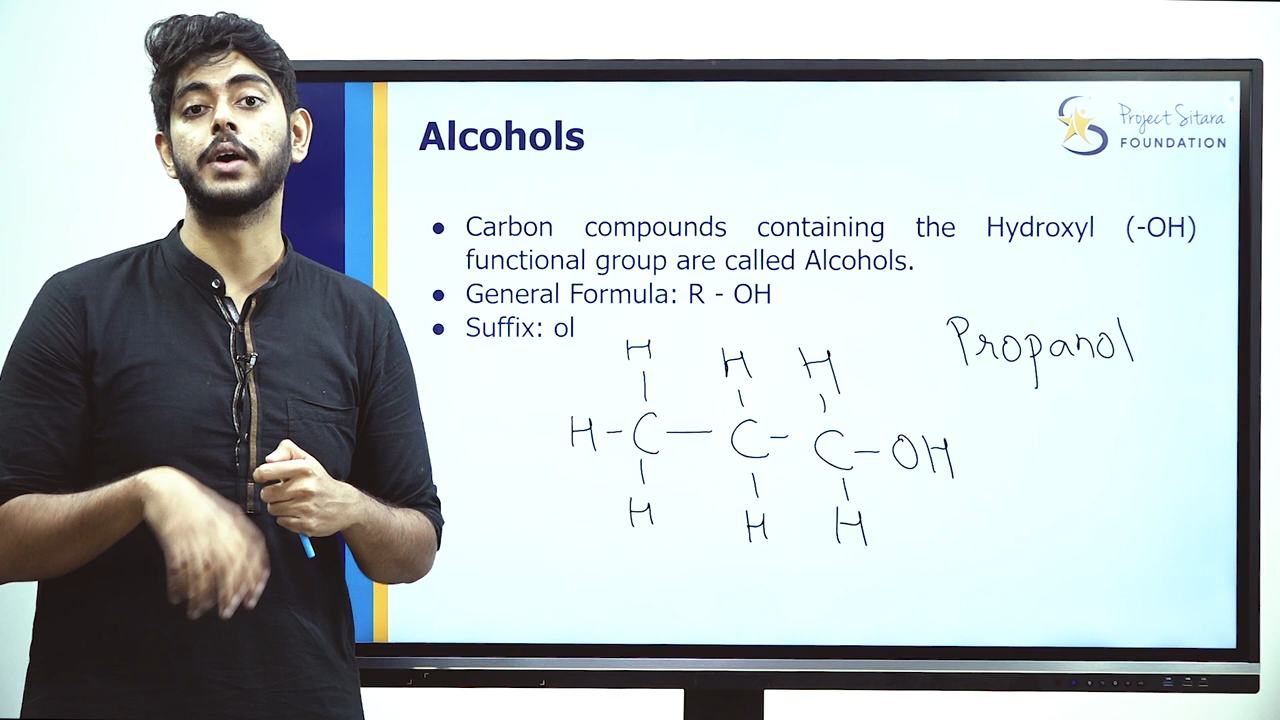 Alcohols
Project Sitara
FOUNDATION
● Carbon compounds containing the Hydroxyl (-OH)
functional group are called Alcohols.
● General Formula: R - OH
● Suffix: ol
Propanol
H H H
H-C—C-C-OH
H H H